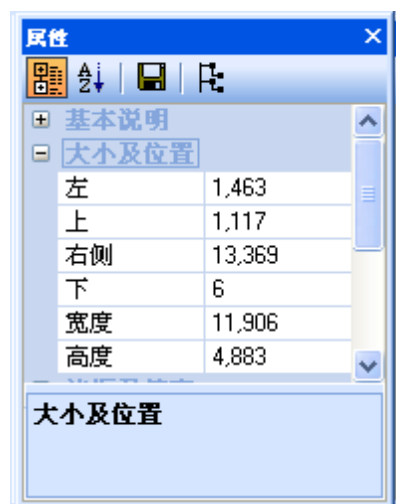 属性
基本说明
大小及位置
左 1,463
上 1,117
右侧 13,369
下 6
宽度 11,906
高度 4,883
大小及位置